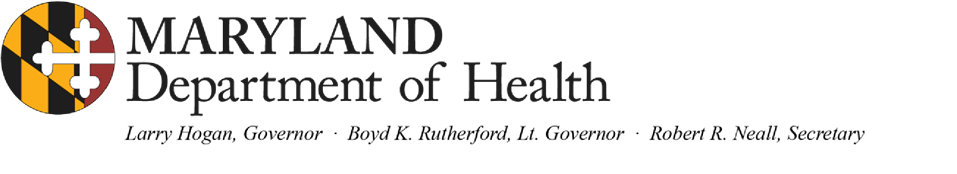 MARYLAND
Department of Health
Larry Hogan, Governor · Boyd K. Rutherford, Lt. Governor · Robert R. Neall, Secretary